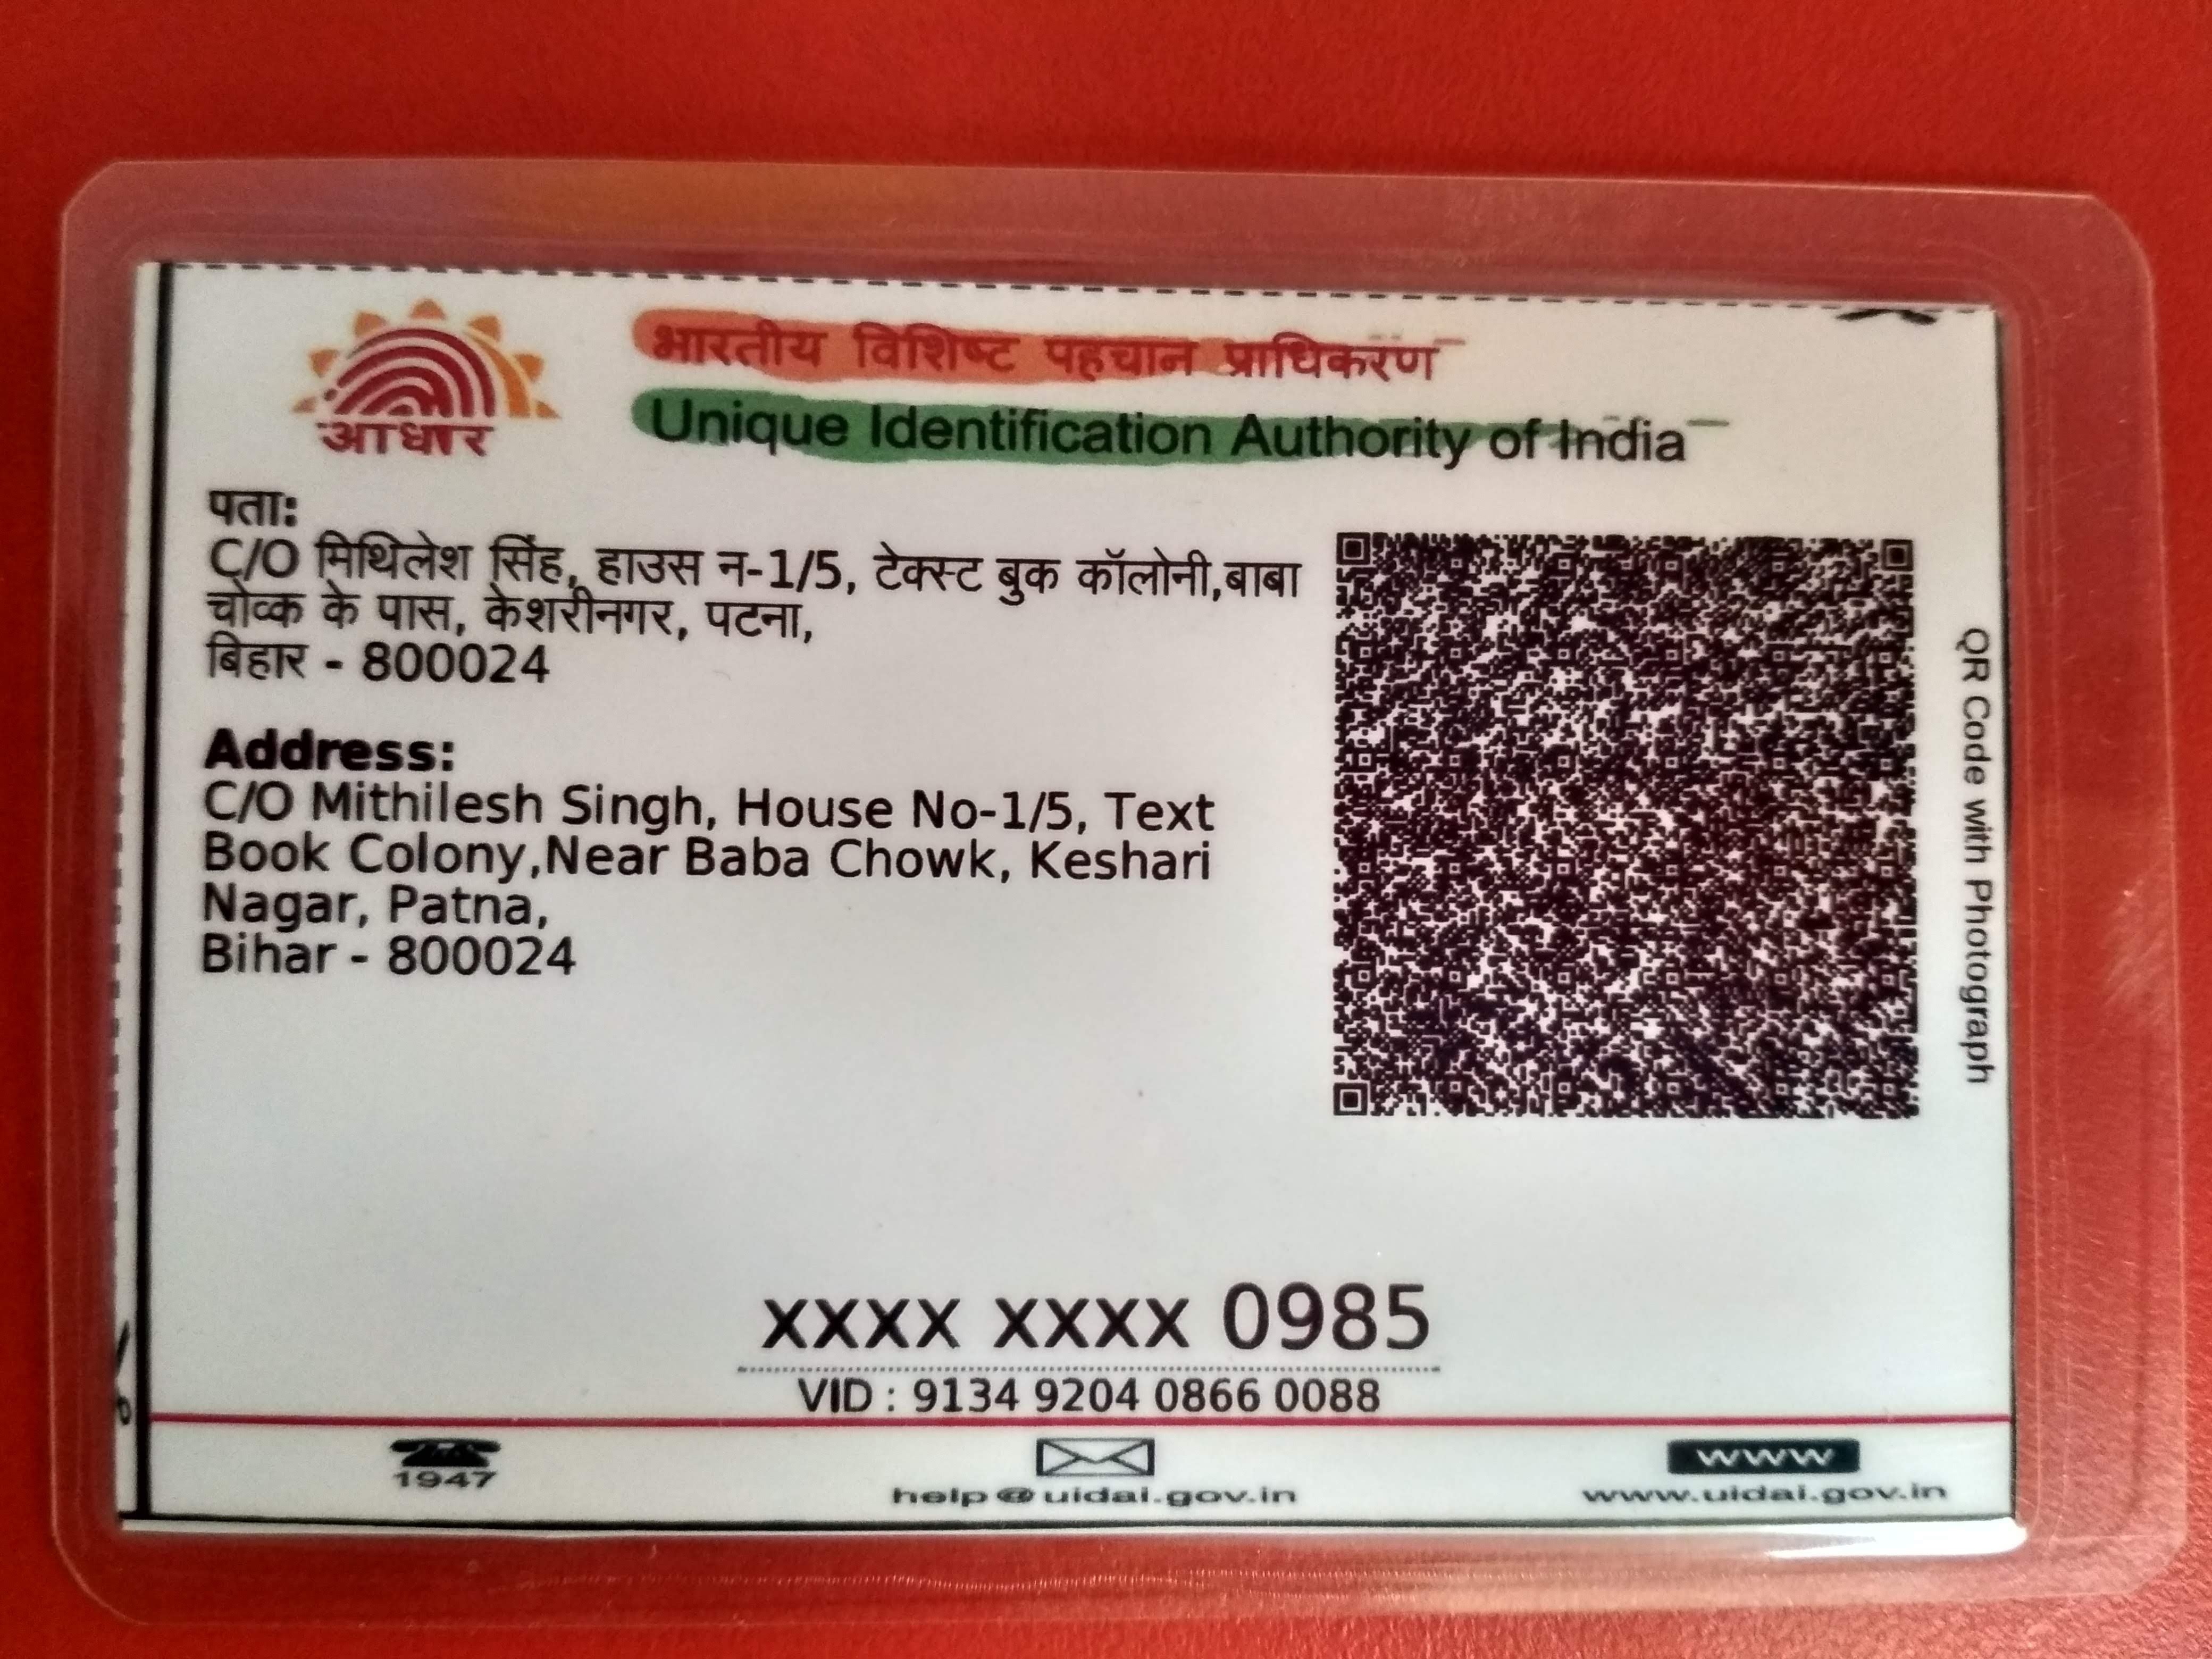 आधार
भारतीय विशिष्ट पहचान प्राधिकरण
Unique Identification Authority of India
पता:
C/O मिथिलेश सिंह, हाउस न-1/5, टेक्स्ट बुक कॉलोनी,बाबा
चोव्क के पास, केशरीनगर, पटना,
बिहार - 800024
Address:
C/O Mithilesh Singh, House No-1/5, Text
Book Colony,Near Baba Chowk, Keshari
Nagar, Patna,
Bihar - 800024
QR Code with Photograph
xxxx xxxx 0985
VID : 9134 9204 0866 0088
1947
help@uidai.gov.in
www
www.uidai.gov.in